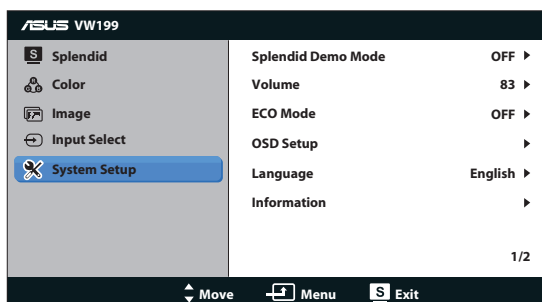 ASUS VW199
S Splendid
Color
Image
Input Select
System Setup
Splendid Demo Mode OFF
Volume 83
ECO Mode OFF
OSD Setup
Language English
Information
1/2
Move Menu S Exit